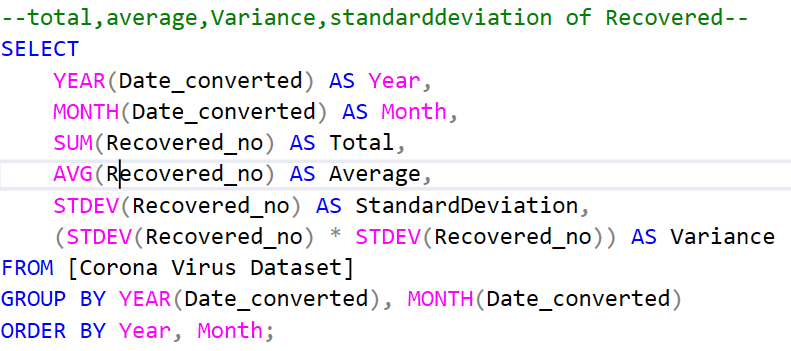 --total,average,Variance,standarddeviation of Recovered--
SELECT
    YEAR(Date_converted) AS Year,
    MONTH(Date_converted) AS Month,
    SUM(Recovered_no) AS Total,
    AVG(Recovered_no) AS Average,
    STDEV(Recovered_no) AS StandardDeviation,
    (STDEV(Recovered_no) * STDEV(Recovered_no)) AS Variance
FROM [Corona Virus Dataset]
GROUP BY YEAR(Date_converted), MONTH(Date_converted)
ORDER BY Year, Month;